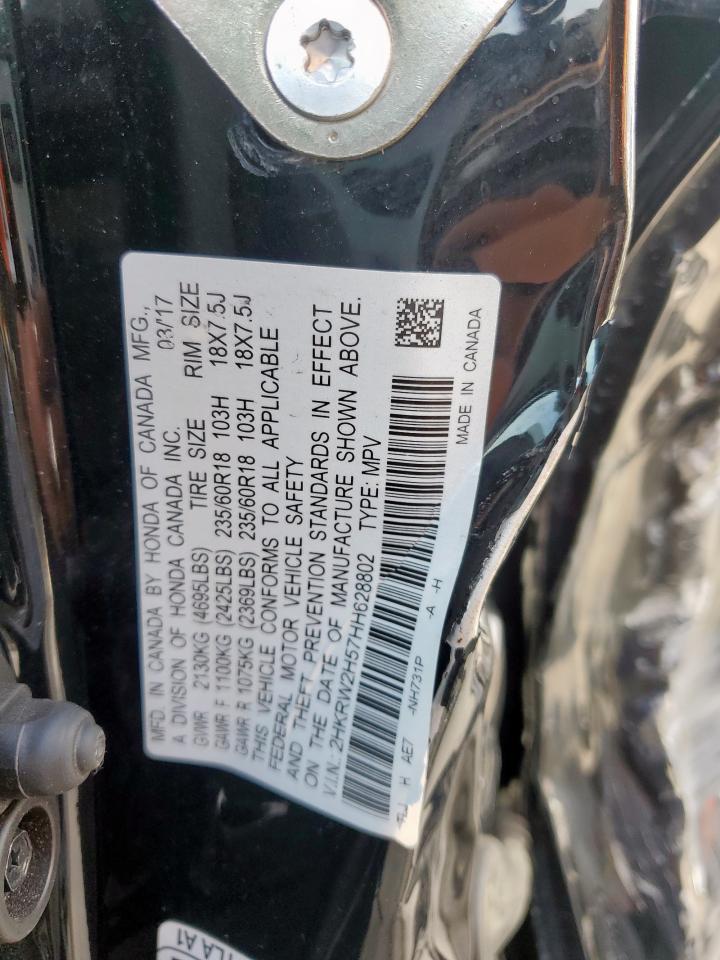 MFD. IN CANADA BY HONDA OF CANADA MFG.,
A DIVISION OF HONDA CANADA INC. 03/17
TIRE SIZE RIM SIZE
GVWR 2130KG (4695LBS)
GAWR F 1100KG (2425LBS) 235/60R18 103H 18X7.5J
GAWR R 1075KG (2369LBS) 235/60R18 103H 18X7.5J
THIS VEHICLE CONFORMS TO ALL APPLICABLE
FEDERAL MOTOR VEHICLE SAFETY
AND THEFT PREVENTION STANDARDS IN EFFECT
ON THE DATE OF MANUFACTURE SHOWN ABOVE.
V.I.N.: 2HKRW2H57HH628802 TYPE: MPV
H AE7 -NH731P -A -H
MADE IN CANADA